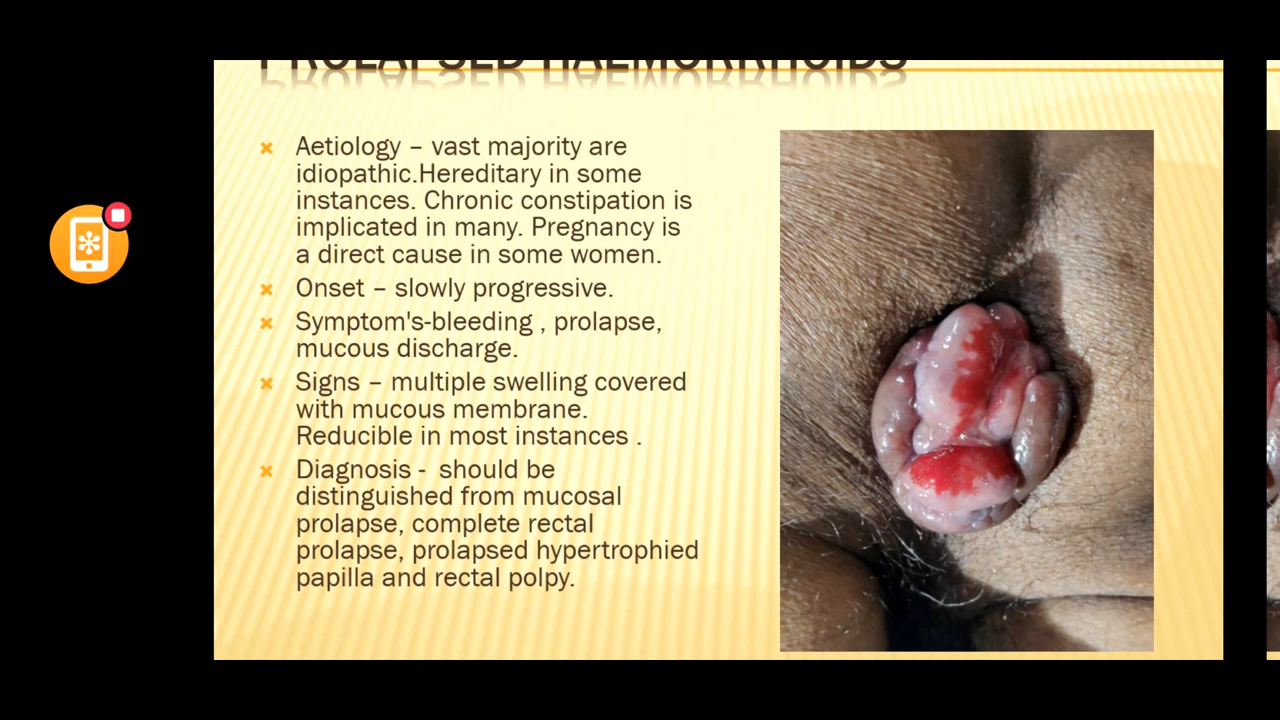 PROLAPSED HAEMORRHOIDS
Aetiology – vast majority are
idiopathic.Hereditary in some
instances. Chronic constipation is
implicated in many. Pregnancy is
a direct cause in some women.
Onset – slowly progressive.
Symptom's-bleeding , prolapse,
mucous discharge.
Signs – multiple swelling covered
with mucous membrane.
Reducible in most instances .
Diagnosis -  should be
distinguished from mucosal
prolapse, complete rectal
prolapse, prolapsed hypertrophied
papilla and rectal polpy.